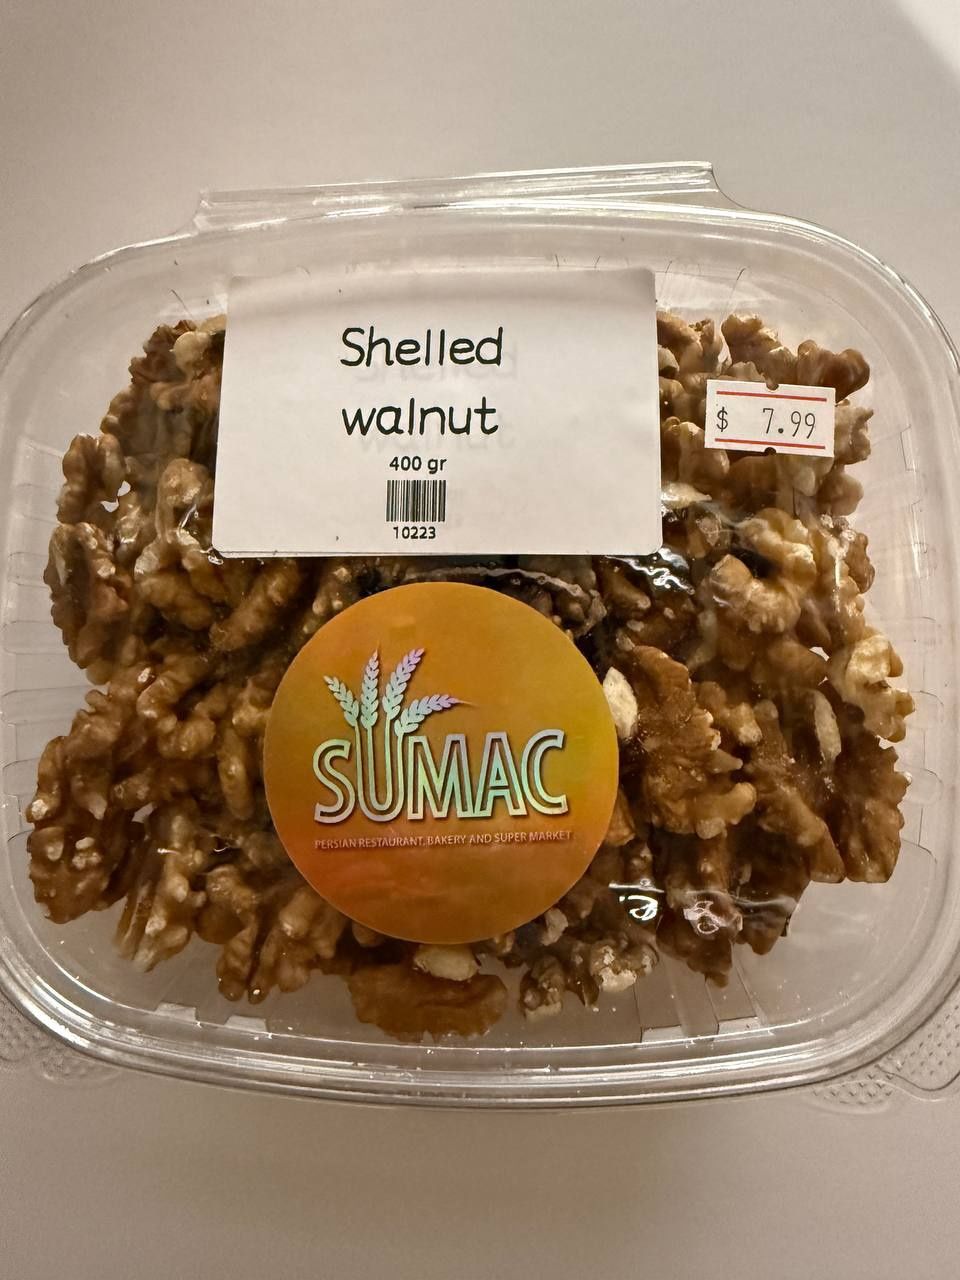 Shelled
walnut
400 gr
10223
$ 7.99
SUMAC
PERSIAN RESTAURANT, BAKERY AND SUPER MARKET